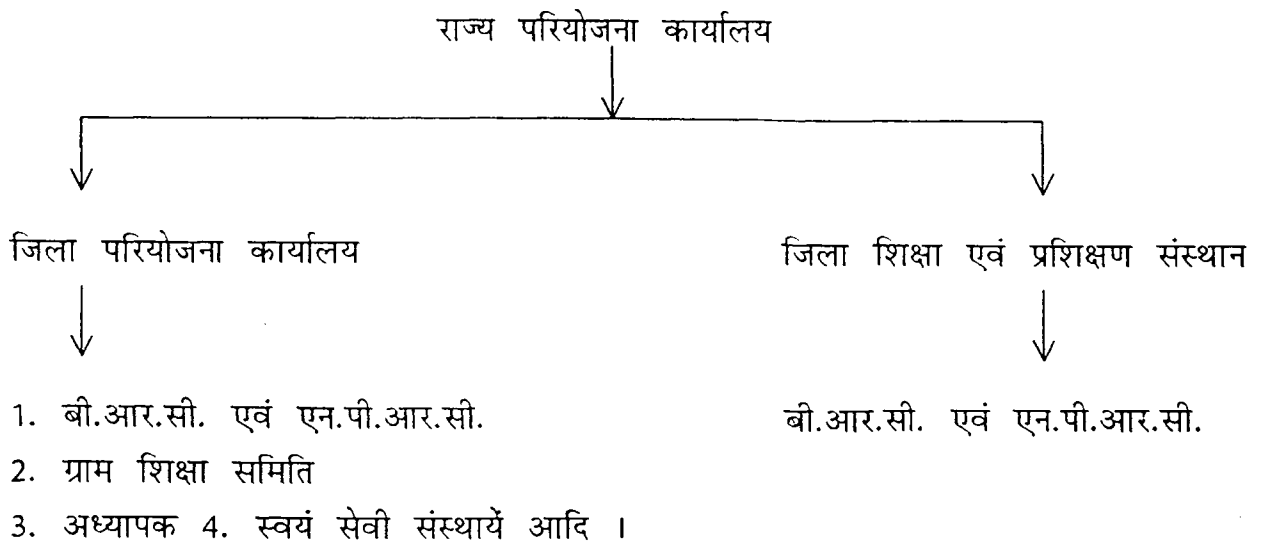 राज्य परियोजना कार्यालय
जिला परियोजना कार्यालय
जिला शिक्षा एवं प्रशिक्षण संस्थान
1. बी.आर.सी. एवं एन.पी.आर.सी.
बी.आर.सी. एवं एन.पी.आर.सी.
2. ग्राम शिक्षा समिति
3. अध्यापक 4. स्वयं सेवी संस्थायें आदि ।